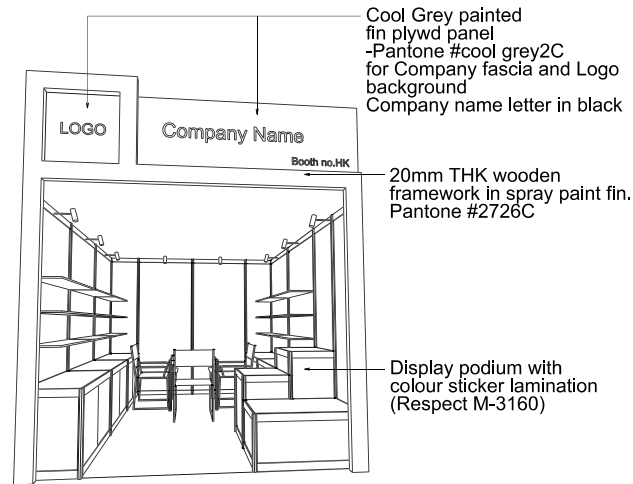 Cool Grey painted
fin plywd panel
-Pantone #cool grey2C
for Company fascia and Logo
background
Company name letter in black
LOGO
Company Name
Booth no.HK
20mm THK wooden
framework in spray paint fin.
Pantone #2726C
Display podium with
colour sticker lamination
(Respect M-3160)